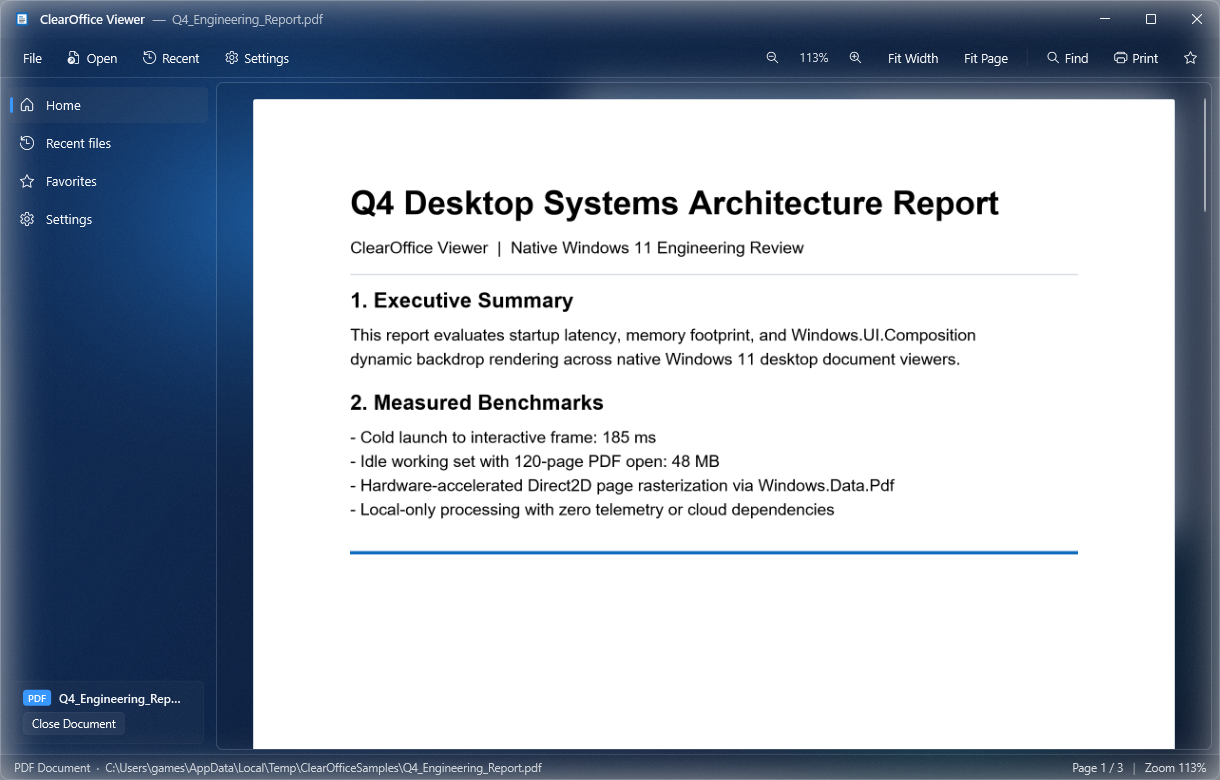 ClearOffice Viewer — Q4_Engineering_Report.pdf
File Open Recent Settings 113% Fit Width Fit Page Find Print
Home
Recent files
Favorites
Settings
Q4 Desktop Systems Architecture Report
ClearOffice Viewer | Native Windows 11 Engineering Review
1. Executive Summary
This report evaluates startup latency, memory footprint, and Windows.UI.Composition
dynamic backdrop rendering across native Windows 11 desktop document viewers.
2. Measured Benchmarks
- Cold launch to interactive frame: 185 ms
- Idle working set with 120-page PDF open: 48 MB
- Hardware-accelerated Direct2D page rasterization via Windows.Data.Pdf
- Local-only processing with zero telemetry or cloud dependencies
PDF Q4_Engineering_Rep...
Close Document
PDF Document · C:\Users\games\AppData\Local\Temp\ClearOfficeSamples\Q4_Engineering_Report.pdf Page 1 / 3 | Zoom 113%